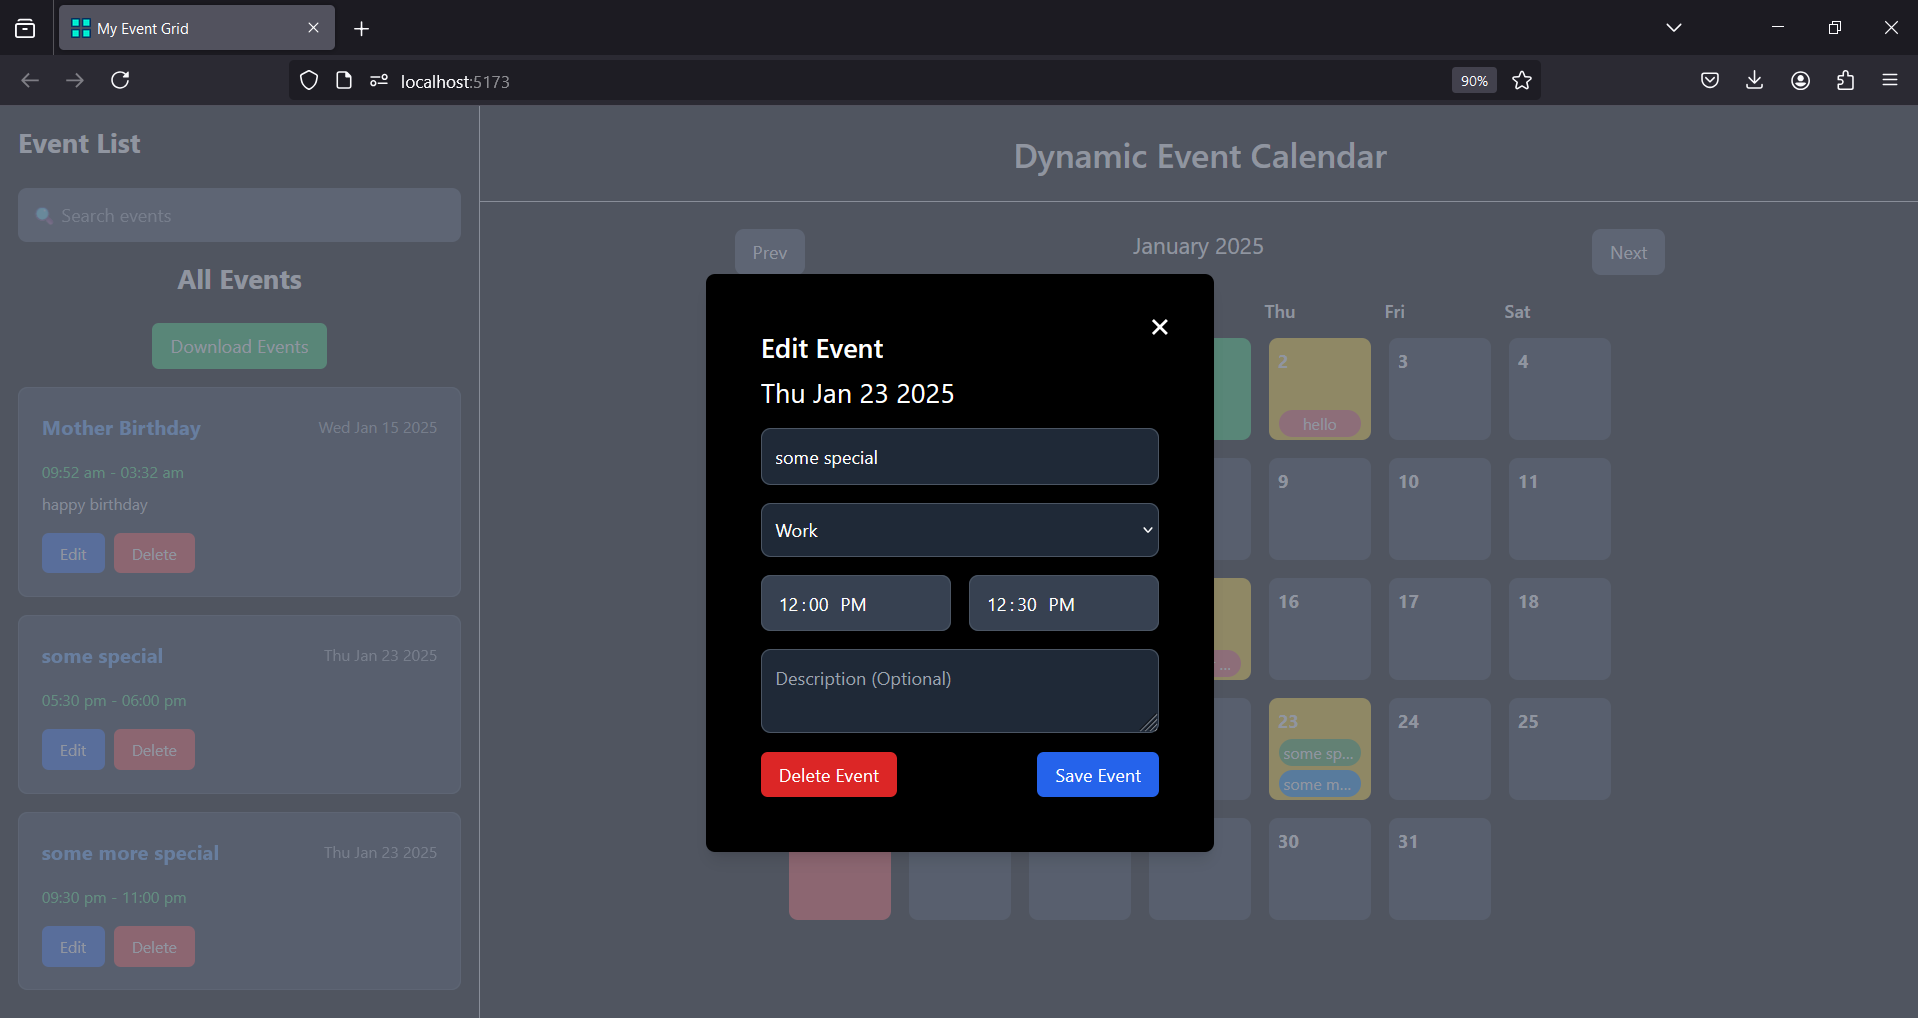 My Event Grid
localhost:5173
90%
Event List
Search events
All Events
Download Events
Mother Birthday
Wed Jan 15 2025
09:52 am - 03:32 am
happy birthday
Edit
Delete
some special
Thu Jan 23 2025
05:30 pm - 06:00 pm
Edit
Delete
some more special
Thu Jan 23 2025
09:30 pm - 11:00 pm
Edit
Delete
Dynamic Event Calendar
Prev
January 2025
Next
Thu Fri Sat
2 3 4
hello
9 10 11
16 17 18
...
23 24 25
some sp...
some m...
30 31
Edit Event
Thu Jan 23 2025
some special
Work
12:00 PM
12:30 PM
Description (Optional)
Delete Event
Save Event